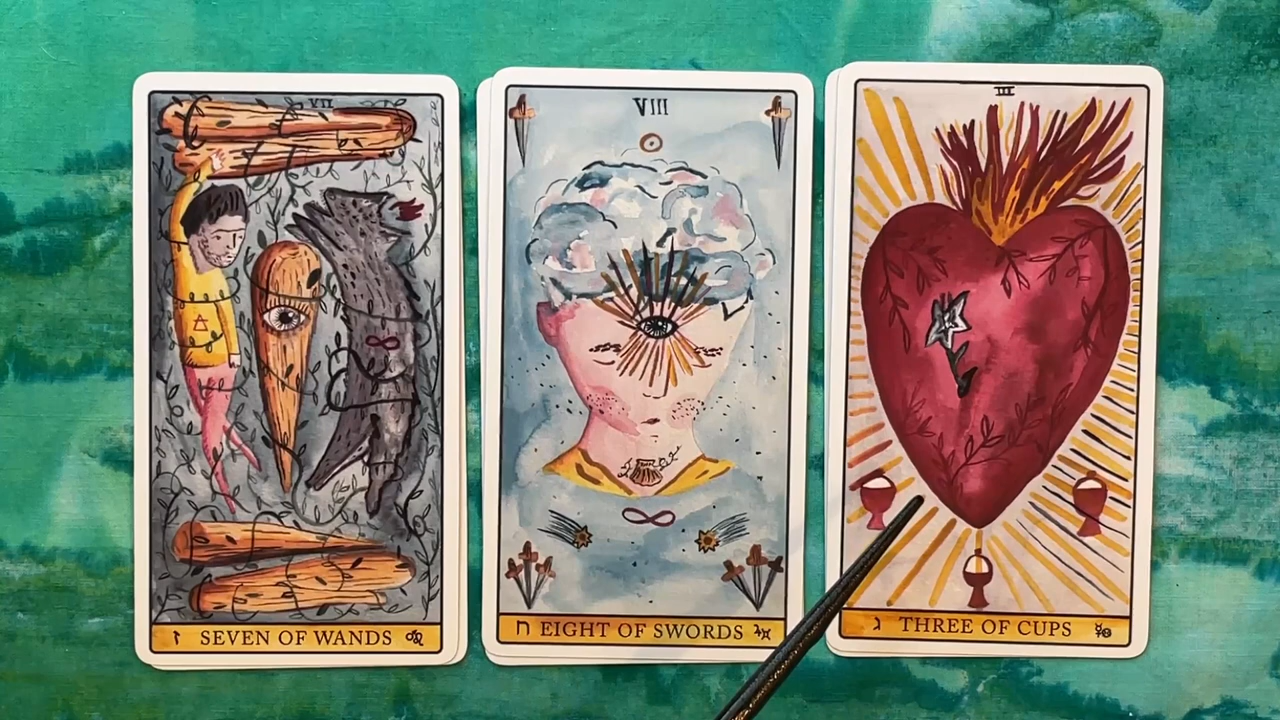 VII
VIII
III
ז SEVEN OF WANDS ♂♌
ח EIGHT OF SWORDS ♃♊
ג THREE OF CUPS ☿♋